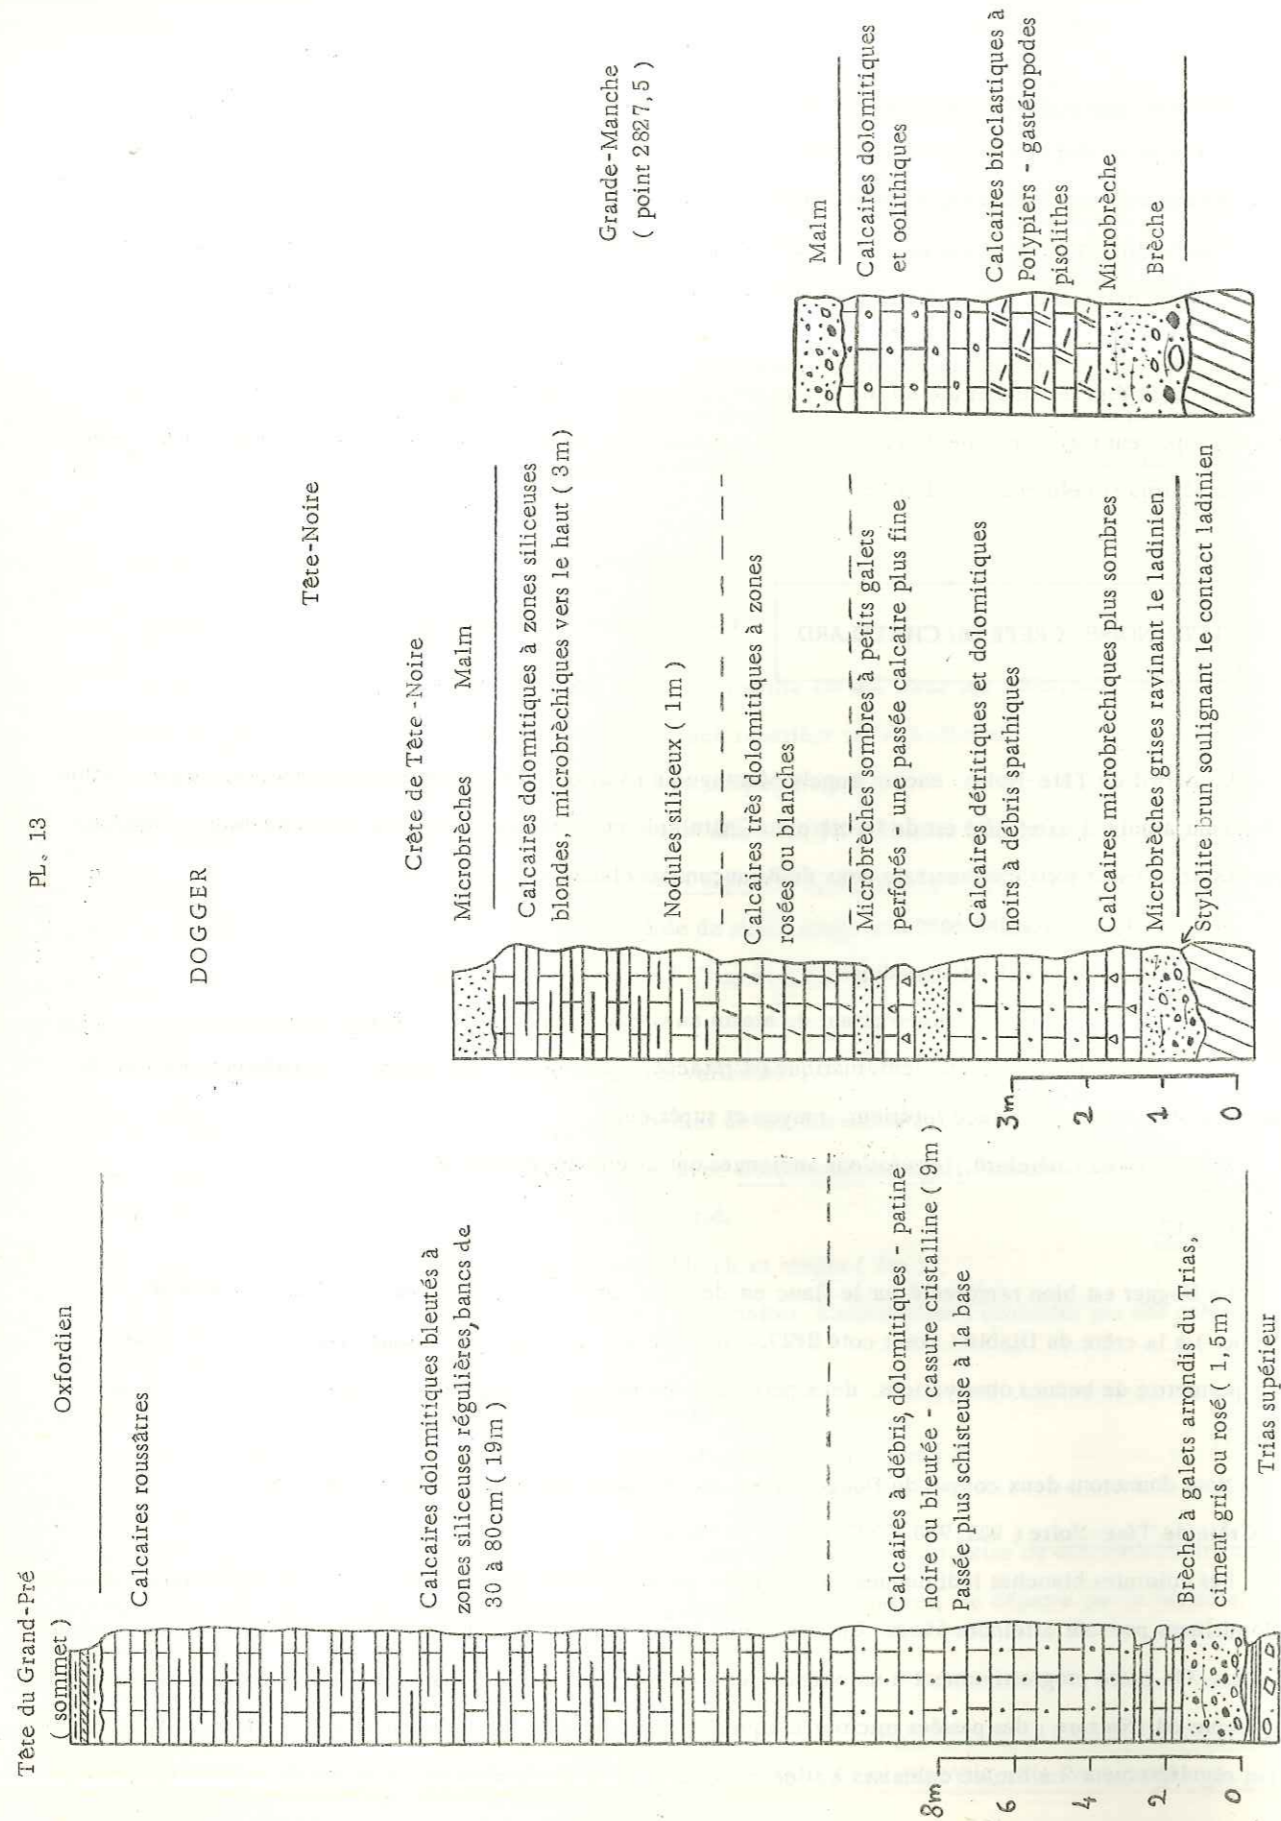 PL. 13
DOGGER
Tête du Grand-Pré
( sommet )
Oxfordien
Calcaires roussâtres
Calcaires dolomitiques bleutés à
zones siliceuses régulières, bancs de
30 à 80cm ( 19m )
Calcaires à débris, dolomitiques - patine
noire ou bleutée - cassure cristalline ( 9m )
Passée plus schisteuse à la base
Brèche à galets arrondis du Trias,
ciment gris ou rosé ( 1,5m )
Trias supérieur
8m
6
4
2
0
Tête-Noire
Crête de Tête-Noire
Microbrèches Malm
Calcaires dolomitiques à zones siliceuses
blondes, microbrèchiques vers le haut ( 3m)
Nodules siliceux ( 1m )
Calcaires très dolomitiques à zones
rosées ou blanches
Microbrèches sombres à petits galets
perforés - une passée calcaire plus fine
Calcaires détritiques et dolomitiques
noirs à débris spathiques
Calcaires microbrèchiques plus sombres
Microbrèches grises ravinant le ladinien
Stylolite brun soulignant le contact ladinien
3m
2
1
0
Grande-Manche
( point 2827,5 )
Malm
Calcaires dolomitiques
et oolithiques
Calcaires bioclastiques à
Polypiers - gastéropodes
pisolithes
Microbrèche
Brèche